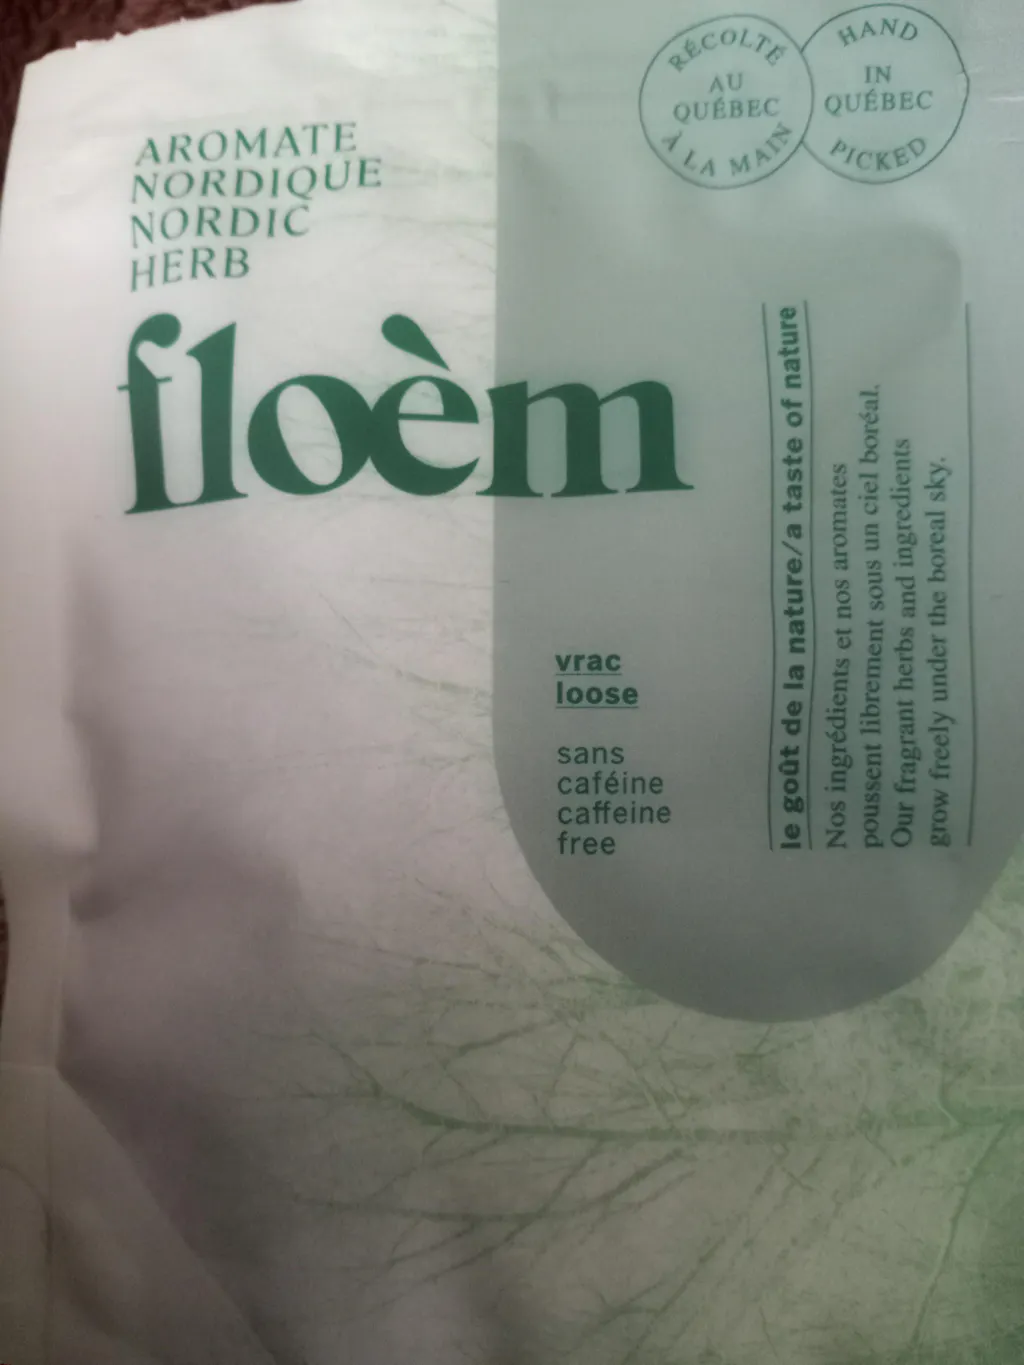 RÉCOLTÉ
AU
QUÉBEC
À LA MAIN
HAND
IN
QUÉBEC
PICKED
AROMATE
NORDIQUE
NORDIC
HERB
floèm
le goût de la nature/a taste of nature
Nos ingrédients et nos aromates
poussent librement sous un ciel boréal.
Our fragrant herbs and ingredients
grow freely under the boreal sky.
vrac
loose
sans
caféine
caffeine
free